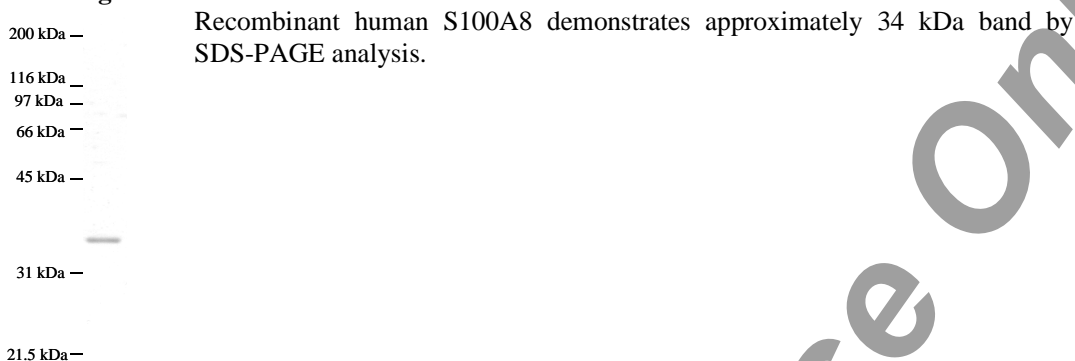 Recombinant human S100A8 demonstrates approximately 34 kDa band by
SDS-PAGE analysis.
200 kDa
116 kDa
97 kDa
66 kDa
45 kDa
31 kDa
21.5 kDa